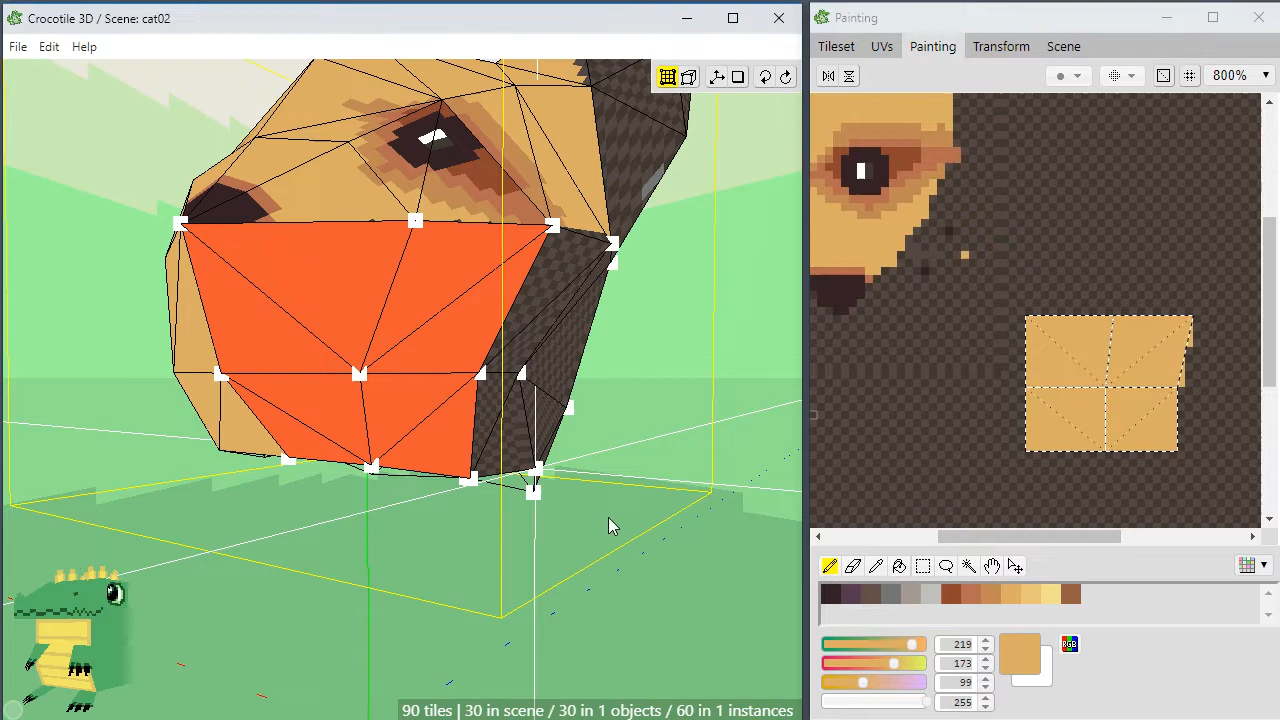 Crocotile 3D / Scene: cat02
File Edit Help
90 tiles | 30 in scene / 30 in 1 objects / 60 in 1 instances
Painting
Tileset UVs Painting Transform Scene
800%
219
173
99
255
RGB